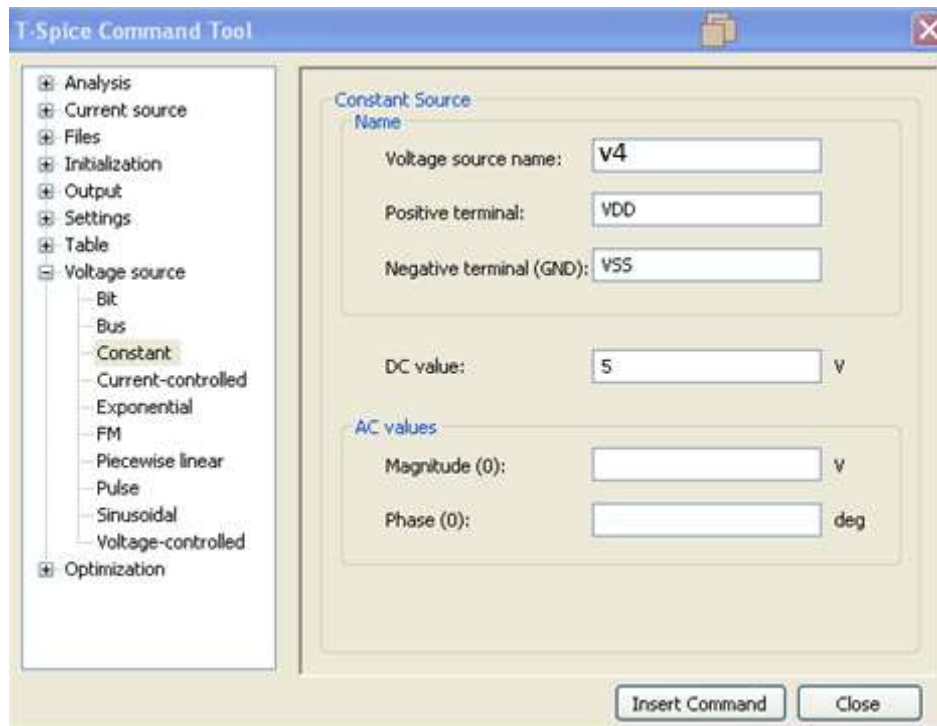 T-Spice Command Tool
Analysis
Current source
Files
Initialization
Output
Settings
Table
Voltage source
Bit
Bus
Constant
Current-controlled
Exponential
FM
Piecewise linear
Pulse
Sinusoidal
Voltage-controlled
Optimization
Constant Source
Name
Voltage source name: v4
Positive terminal: VDD
Negative terminal (GND): VSS
DC value: 5 V
AC values
Magnitude (0): V
Phase (0): deg
Insert Command Close